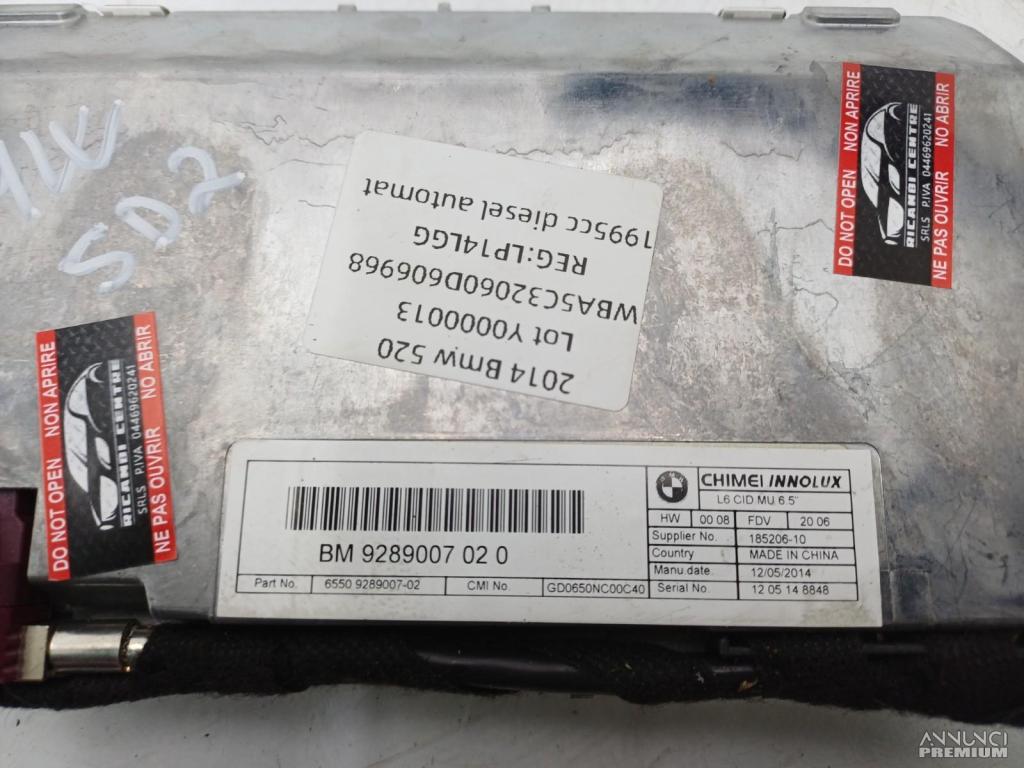 SD2
DO NOT OPEN NON APRIRE
RICAMBI CENTRE
SRLS P.IVA 04469620241
NE PAS OUVRIR NO ABRIR
2014 Bmw 520
Lot Y0000013
WBA5C32060D606968
REG:LP14LGG
1995cc diesel automat
DO NOT OPEN NON APRIRE
RICAMBI CENTRE
SRLS P.IVA 04469620241
NE PAS OUVRIR NO ABRIR
BM 9289007 02 0
Part No. 6550 9289007-02 CMI No. GD0650NC00C40
CHIMEI INNOLUX
L6 CID MU 6.5"
HW 00 08 FDV 20 06
Supplier No. 185206-10
Country MADE IN CHINA
Manu.date. 12/05/2014
Serial No. 12 05 14 8848
ANNUNCI
PREMIUM